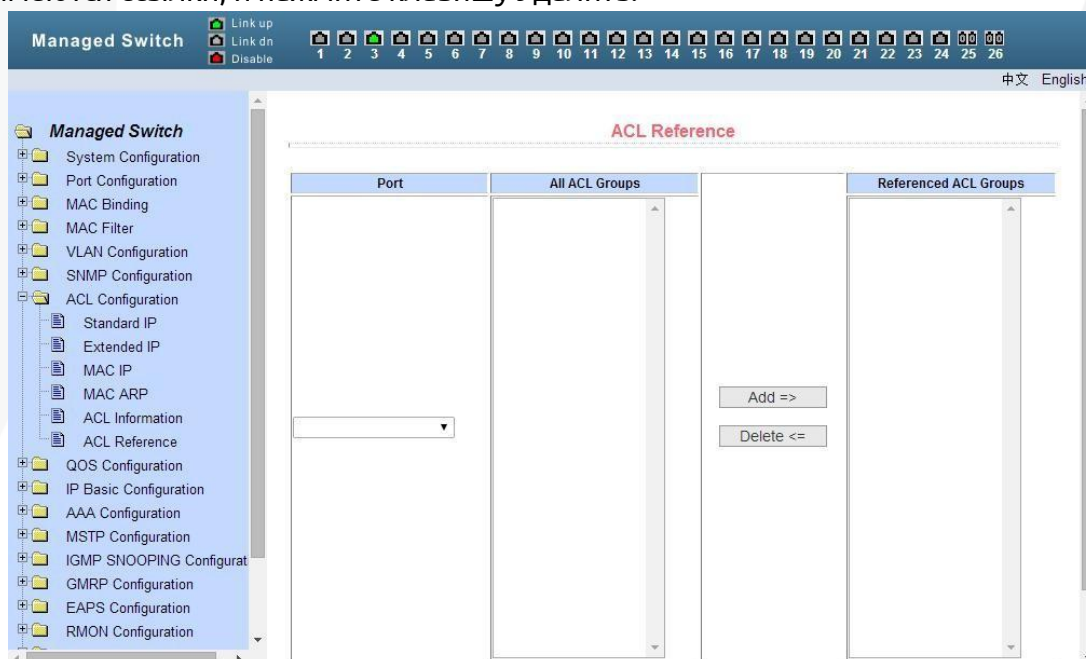 ссылки, и нажмите клавишу
Link up
Managed Switch
Link dn
Disable
1 2 3 4 5 6 7 8 9 10 11 12 13 14 15 16 17 18 19 20 21 22 23 24 25 26
中文 English
Managed Switch
System Configuration
Port Configuration
MAC Binding
MAC Filter
VLAN Configuration
SNMP Configuration
ACL Configuration
Standard IP
Extended IP
MAC IP
MAC ARP
ACL Information
ACL Reference
QOS Configuration
IP Basic Configuration
AAA Configuration
MSTP Configuration
IGMP SNOOPING Configurat
GMRP Configuration
EAPS Configuration
RMON Configuration
ACL Reference
Port
All ACL Groups
Referenced ACL Groups
Add =>
Delete <=